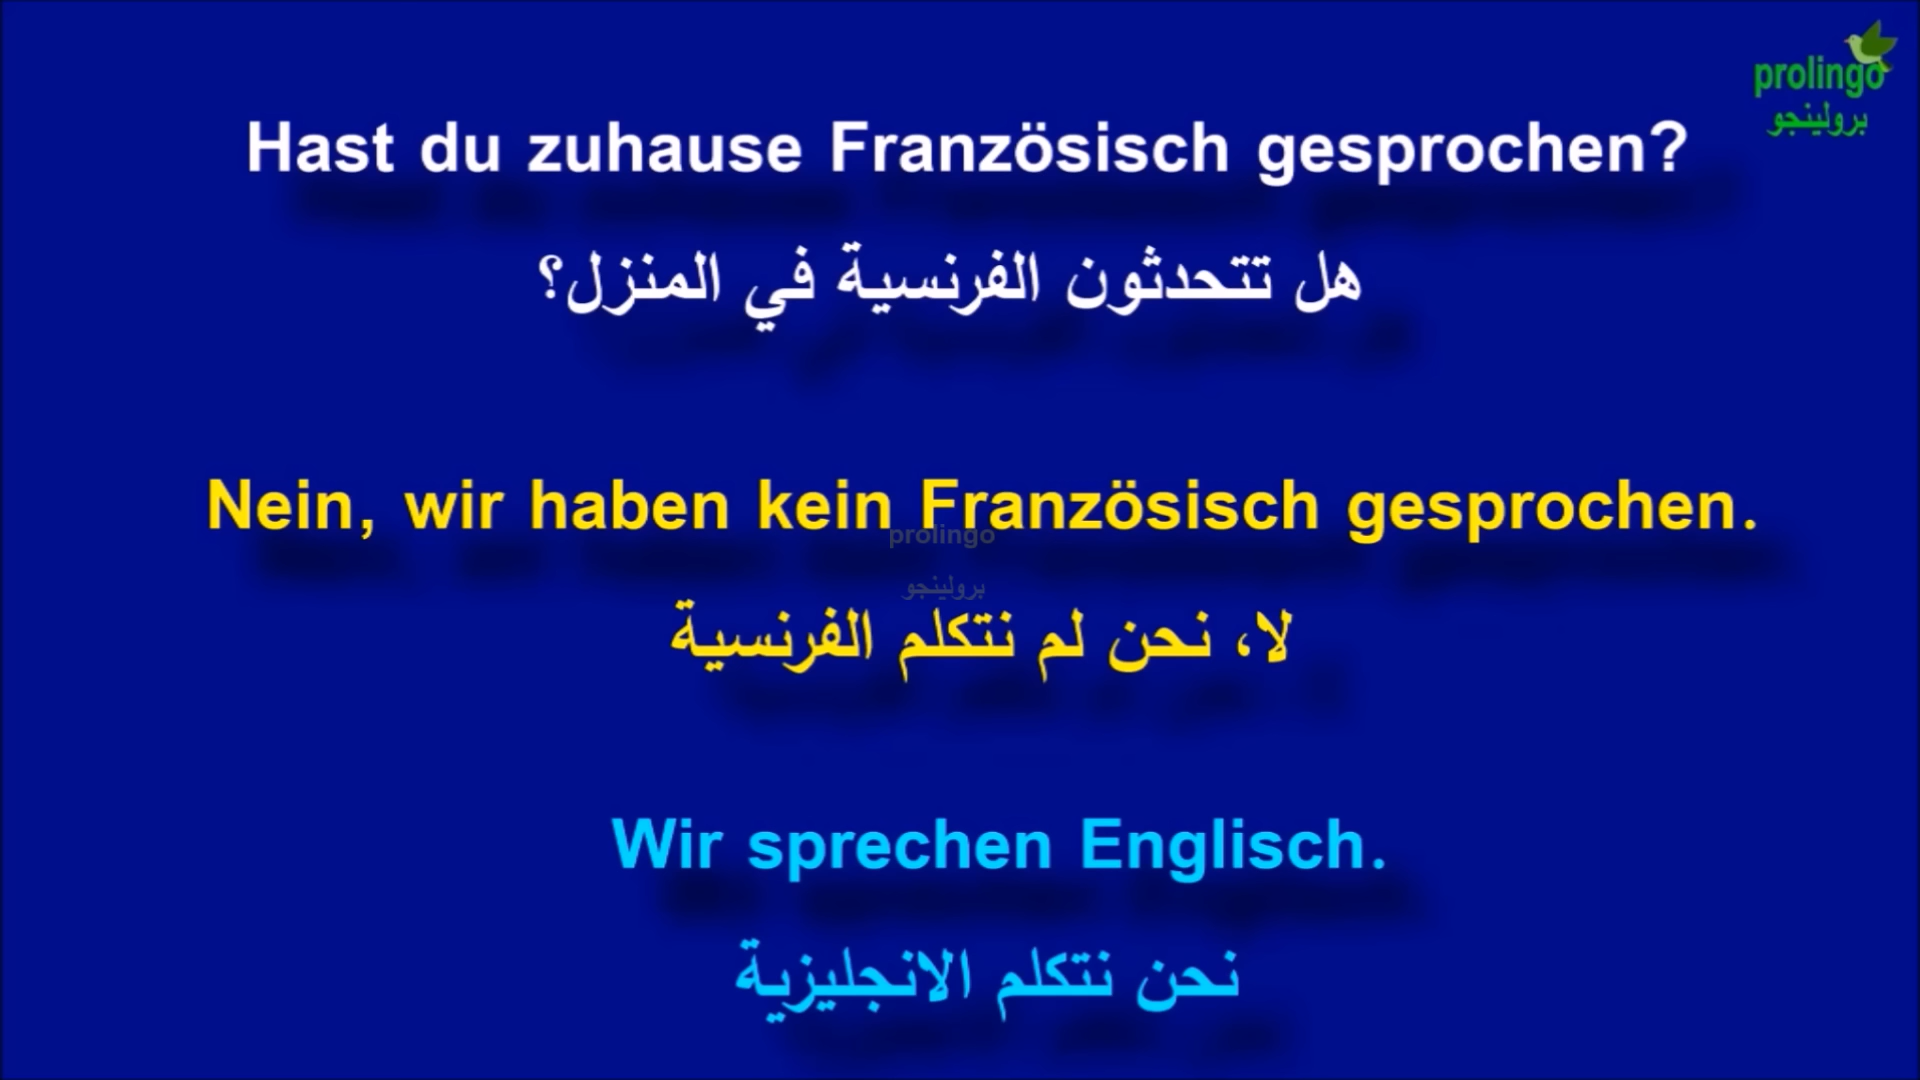 prolingo
برولينجو
Hast du zuhause Französisch gesprochen?
هل تتحدثون الفرنسية في المنزل؟
Nein, wir haben kein Französisch gesprochen.
prolingo
برولينجو
لا، نحن لم نتكلم الفرنسية
Wir sprechen Englisch.
نحن نتكلم الانجليزية